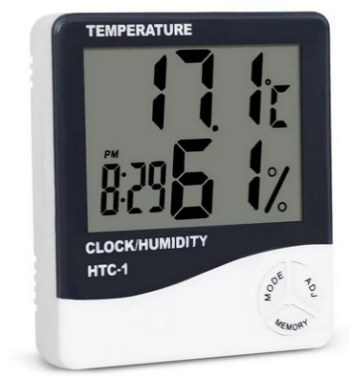 TEMPERATURE
17.1°C
PM
8:29 61%
CLOCK/HUMIDITY
HTC-1
MODE ADJ
MEMORY